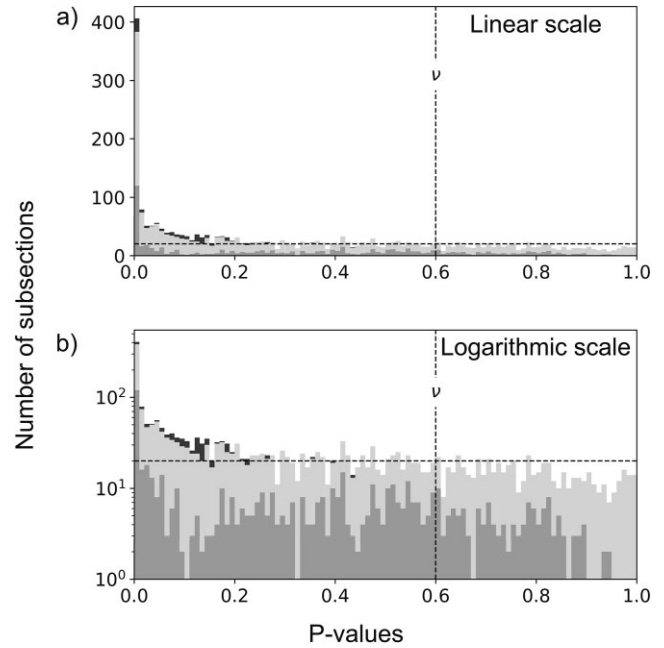 a)
Linear scale
400
300
200
100
0
ν
0.0 0.2 0.4 0.6 0.8 1.0
Number of subsections
b)
Logarithmic scale
10²
10¹
10⁰
ν
0.0 0.2 0.4 0.6 0.8 1.0
P-values